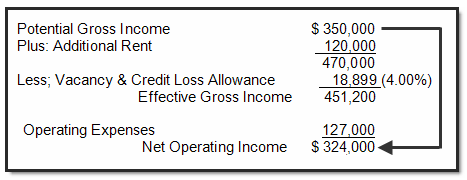 Potential Gross Income $ 350,000
Plus: Additional Rent 120,000
470,000
Less; Vacancy & Credit Loss Allowance 18,899 (4.00%)
Effective Gross Income 451,200
Operating Expenses 127,000
Net Operating Income $ 324,000